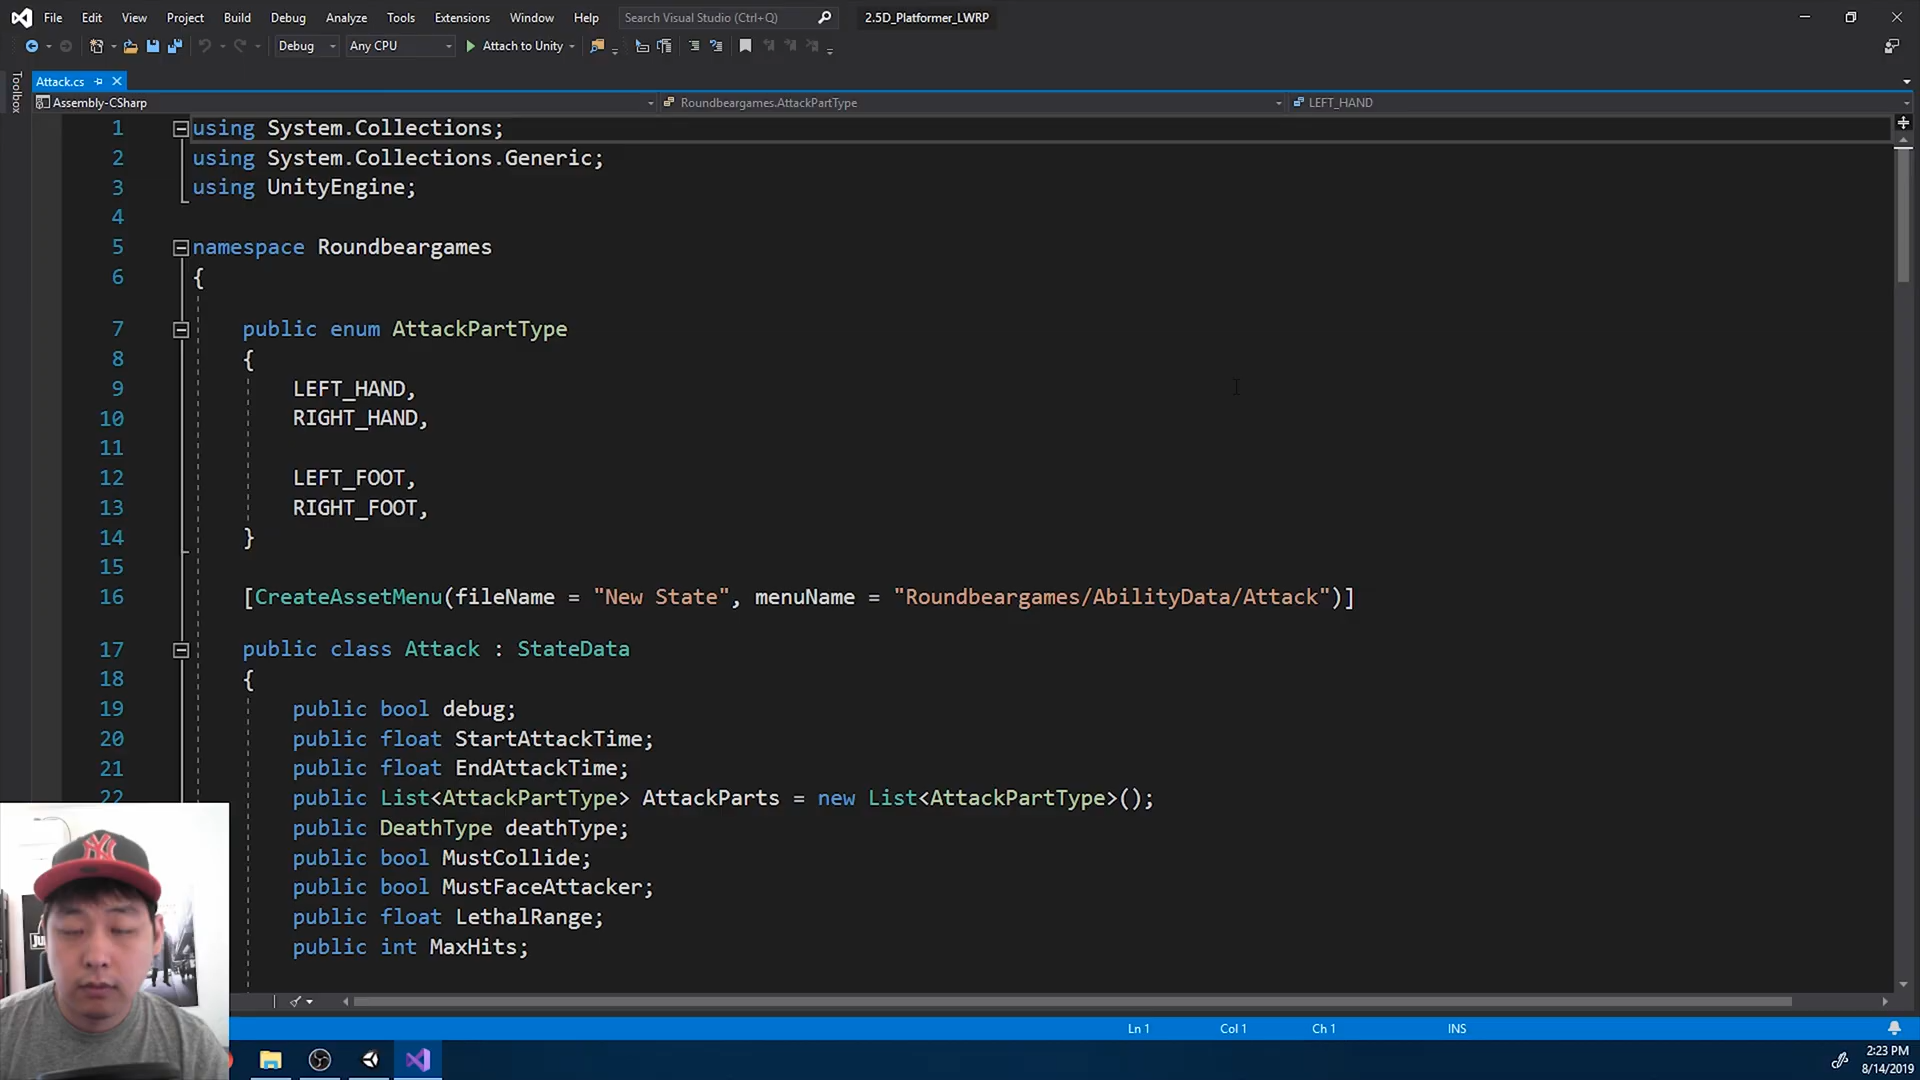 File Edit View Project Build Debug Analyze Tools Extensions Window Help Search Visual Studio (Ctrl+Q) 2.5D_Platformer_LWRP
Debug Any CPU Attach to Unity
Toolbox
Attack.cs
Assembly-CSharp Roundbeargames.AttackPartType LEFT_HAND
1 using System.Collections;
2 using System.Collections.Generic;
3 using UnityEngine;
4
5 namespace Roundbeargames
6 {
7 public enum AttackPartType
8 {
9 LEFT_HAND,
10 RIGHT_HAND,
11
12 LEFT_FOOT,
13 RIGHT_FOOT,
14 }
15
16 [CreateAssetMenu(fileName = "New State", menuName = "Roundbeargames/AbilityData/Attack")]
17 public class Attack : StateData
18 {
19 public bool debug;
20 public float StartAttackTime;
21 public float EndAttackTime;
22 public List<AttackPartType> AttackParts = new List<AttackPartType>();
public DeathType deathType;
public bool MustCollide;
public bool MustFaceAttacker;
public float LethalRange;
public int MaxHits;
Ln 1 Col 1 Ch 1 INS
2:23 PM
8/14/2019